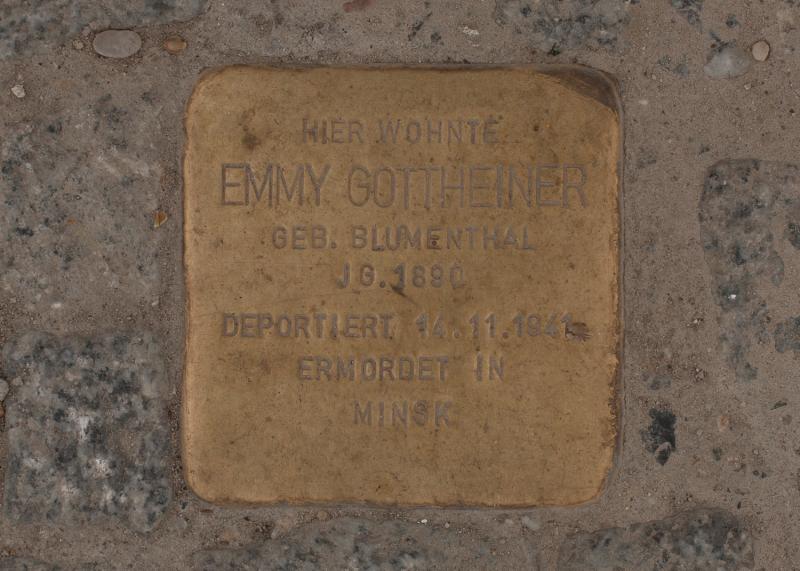 HIER WOHNTE
EMMY GOTTHEINER
GEB. BLUMENTHAL
JG. 1890
DEPORTIERT 14.11.1941
ERMORDET IN
MINSK